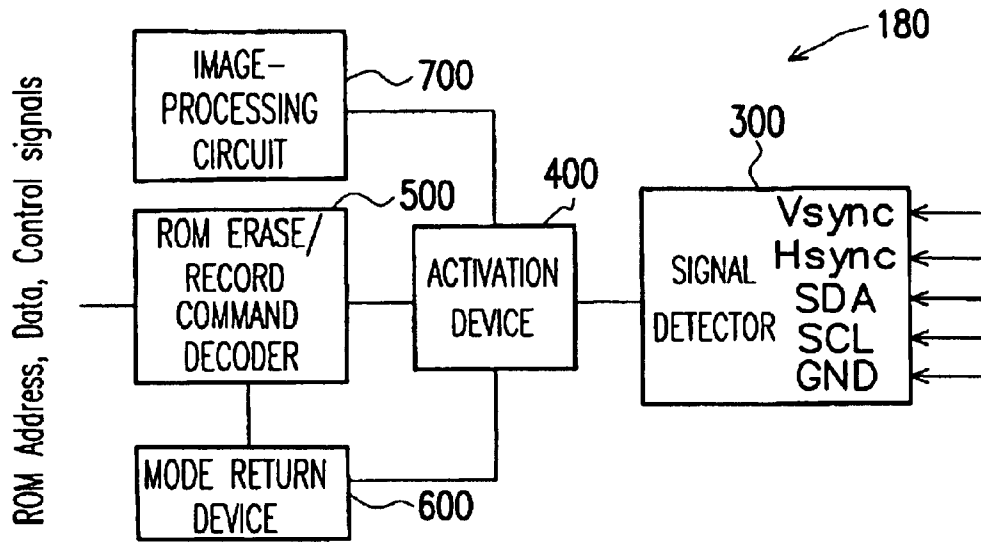 ROM Address, Data, Control signals
IMAGE-
PROCESSING
CIRCUIT
700
180
500
ROM ERASE/
RECORD
COMMAND
DECODER
400
ACTIVATION
DEVICE
300
SIGNAL
DETECTOR
Vsync
Hsync
SDA
SCL
GND
MODE RETURN
DEVICE
600